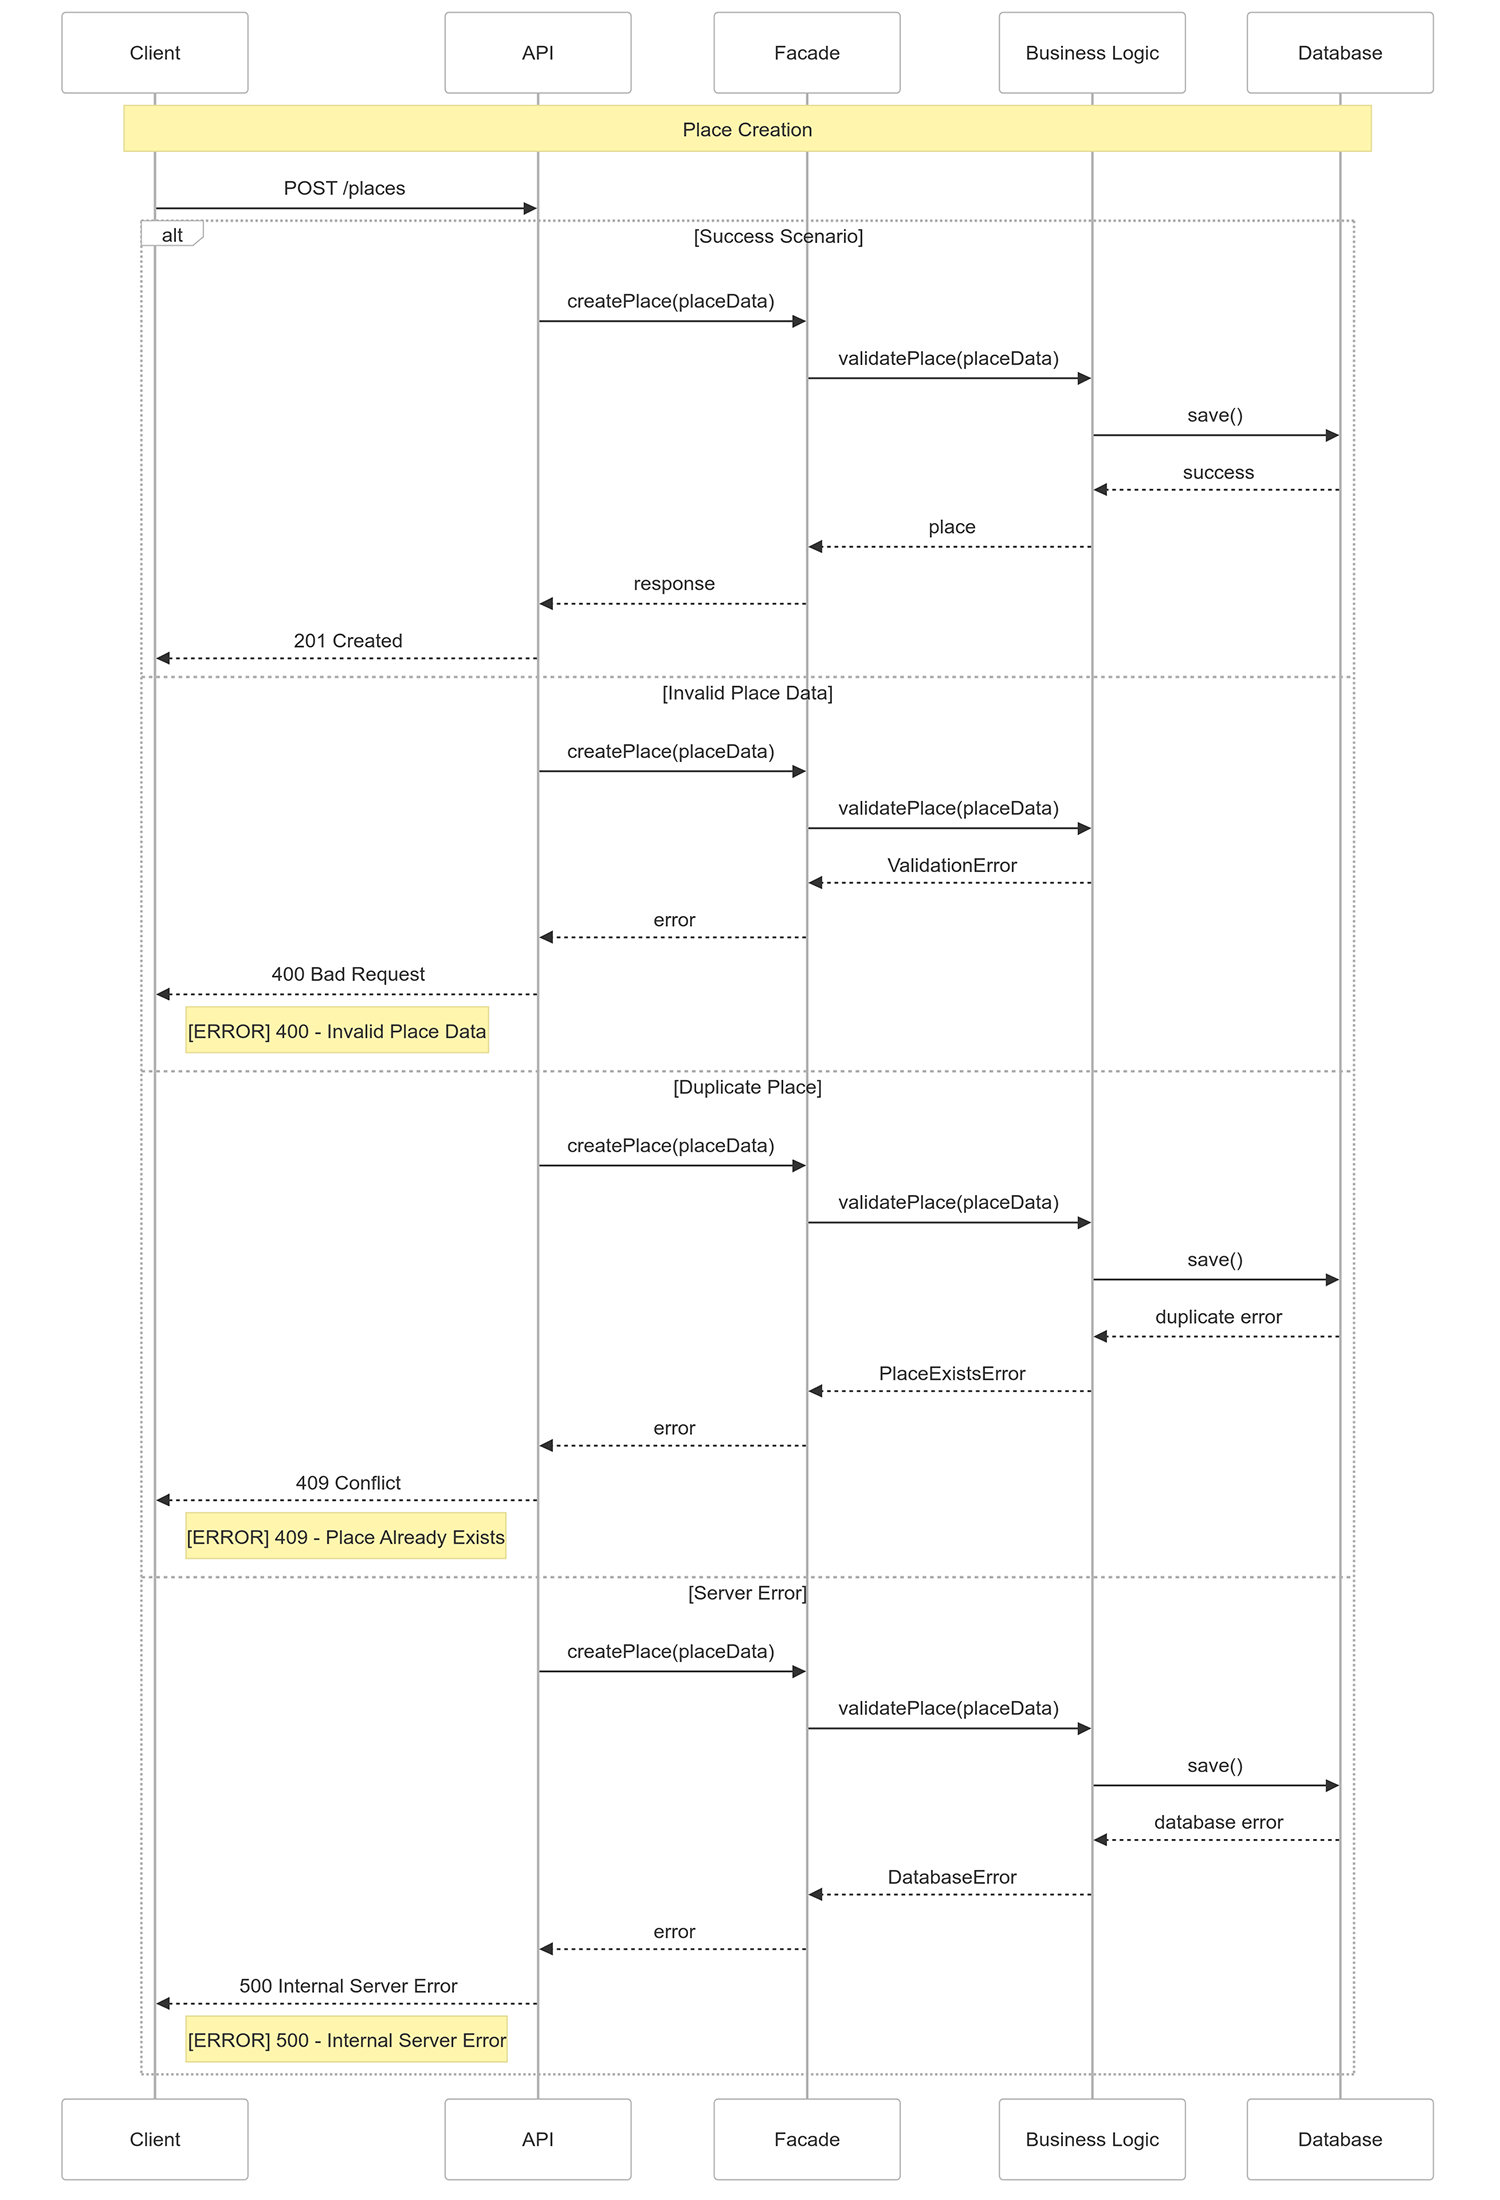 Client
API
Facade
Business Logic
Database
Place Creation
POST /places
alt
[Success Scenario]
createPlace(placeData)
validatePlace(placeData)
save()
success
place
response
201 Created
[Invalid Place Data]
createPlace(placeData)
validatePlace(placeData)
ValidationError
error
400 Bad Request
[ERROR] 400 - Invalid Place Data
[Duplicate Place]
createPlace(placeData)
validatePlace(placeData)
save()
duplicate error
PlaceExistsError
error
409 Conflict
[ERROR] 409 - Place Already Exists
[Server Error]
createPlace(placeData)
validatePlace(placeData)
save()
database error
DatabaseError
error
500 Internal Server Error
[ERROR] 500 - Internal Server Error
Client
API
Facade
Business Logic
Database